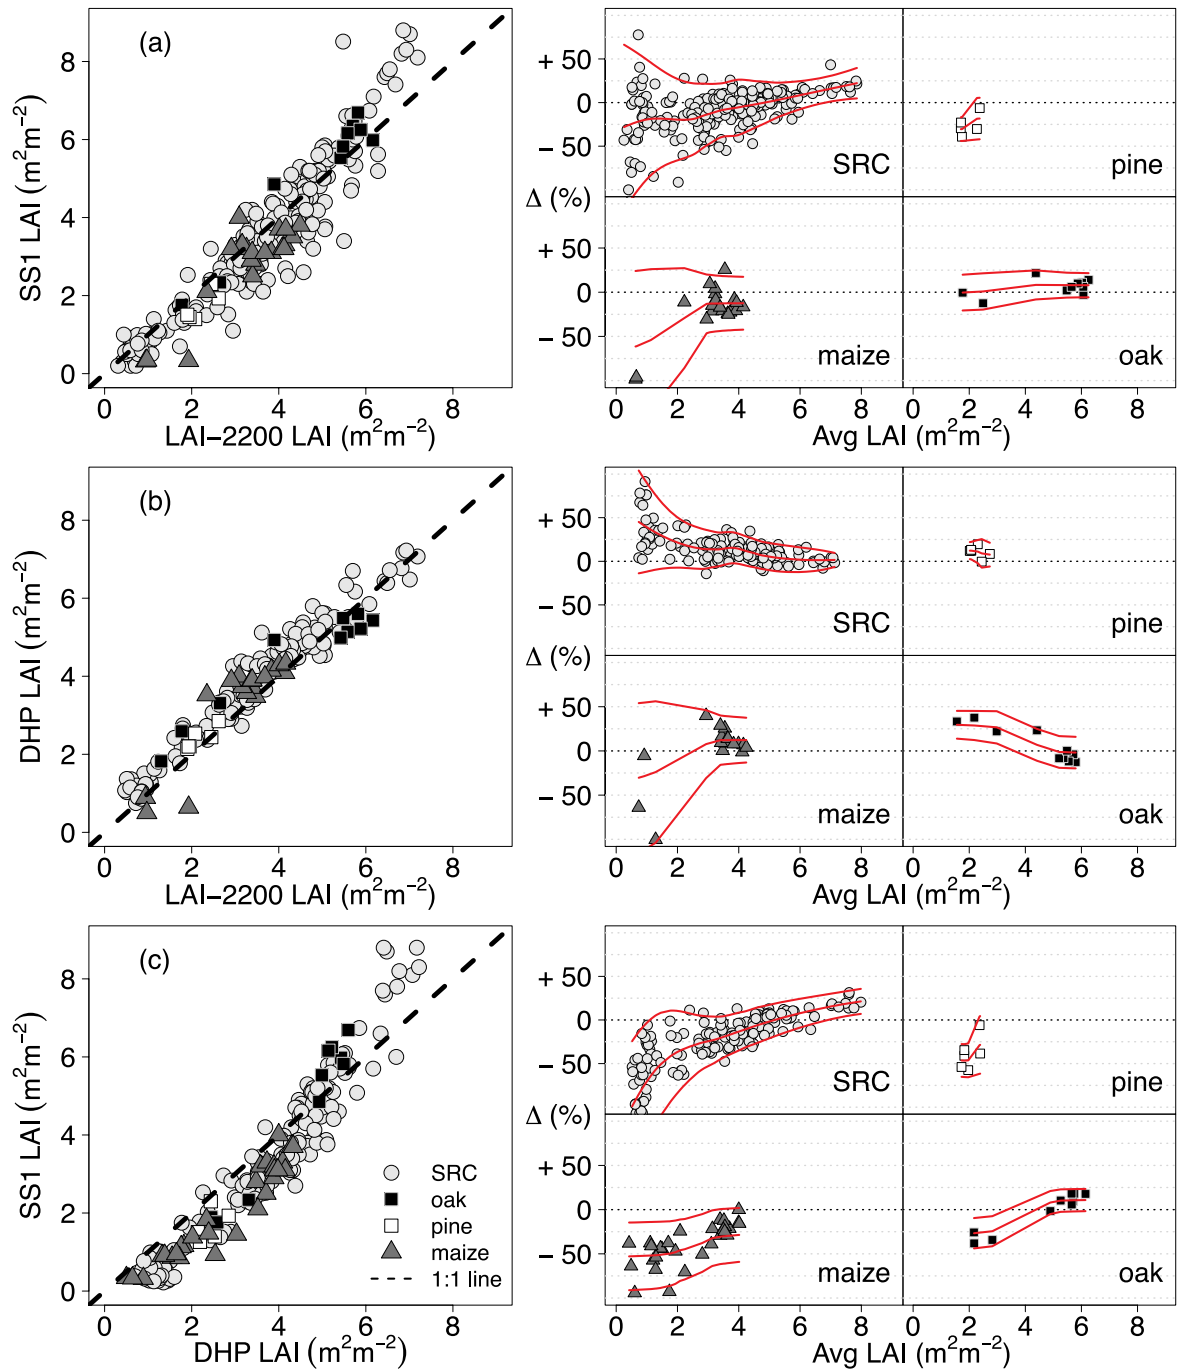 (a)
SS1 LAI (m²m⁻²)
8
6
4
2
0
0 2 4 6 8
LAI−2200 LAI (m²m⁻²)
Δ (%)
+ 50
0
− 50
SRC
pine
+ 50
0
− 50
maize
oak
0 2 4 6 8 0 2 4 6 8
Avg LAI (m²m⁻²)
(b)
DHP LAI (m²m⁻²)
8
6
4
2
0
0 2 4 6 8
LAI−2200 LAI (m²m⁻²)
Δ (%)
+ 50
0
− 50
SRC
pine
+ 50
0
− 50
maize
oak
0 2 4 6 8 0 2 4 6 8
Avg LAI (m²m⁻²)
(c)
SS1 LAI (m²m⁻²)
8
6
4
2
0
SRC
oak
pine
maize
1:1 line
0 2 4 6 8
DHP LAI (m²m⁻²)
Δ (%)
+ 50
0
− 50
SRC
pine
+ 50
0
− 50
maize
oak
0 2 4 6 8 0 2 4 6 8
Avg LAI (m²m⁻²)